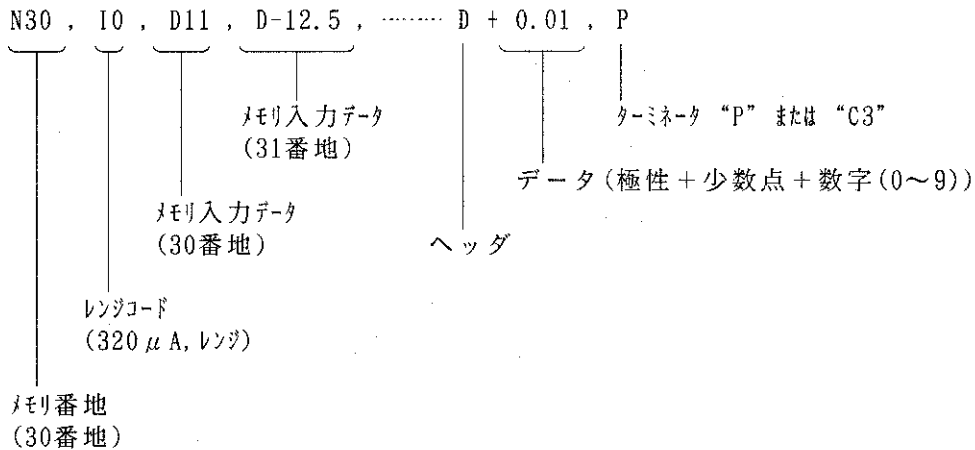 N30 , I0 , D11 , D-12.5 , ……… D + 0.01 , P
メモリ入力データ
(31番地)
ターミネータ “P” または “C3”
データ(極性+少数点+数字(0〜9))
メモリ入力データ
(30番地)
ヘッダ
レンジコード
(320μA,レンジ)
メモリ番地
(30番地)